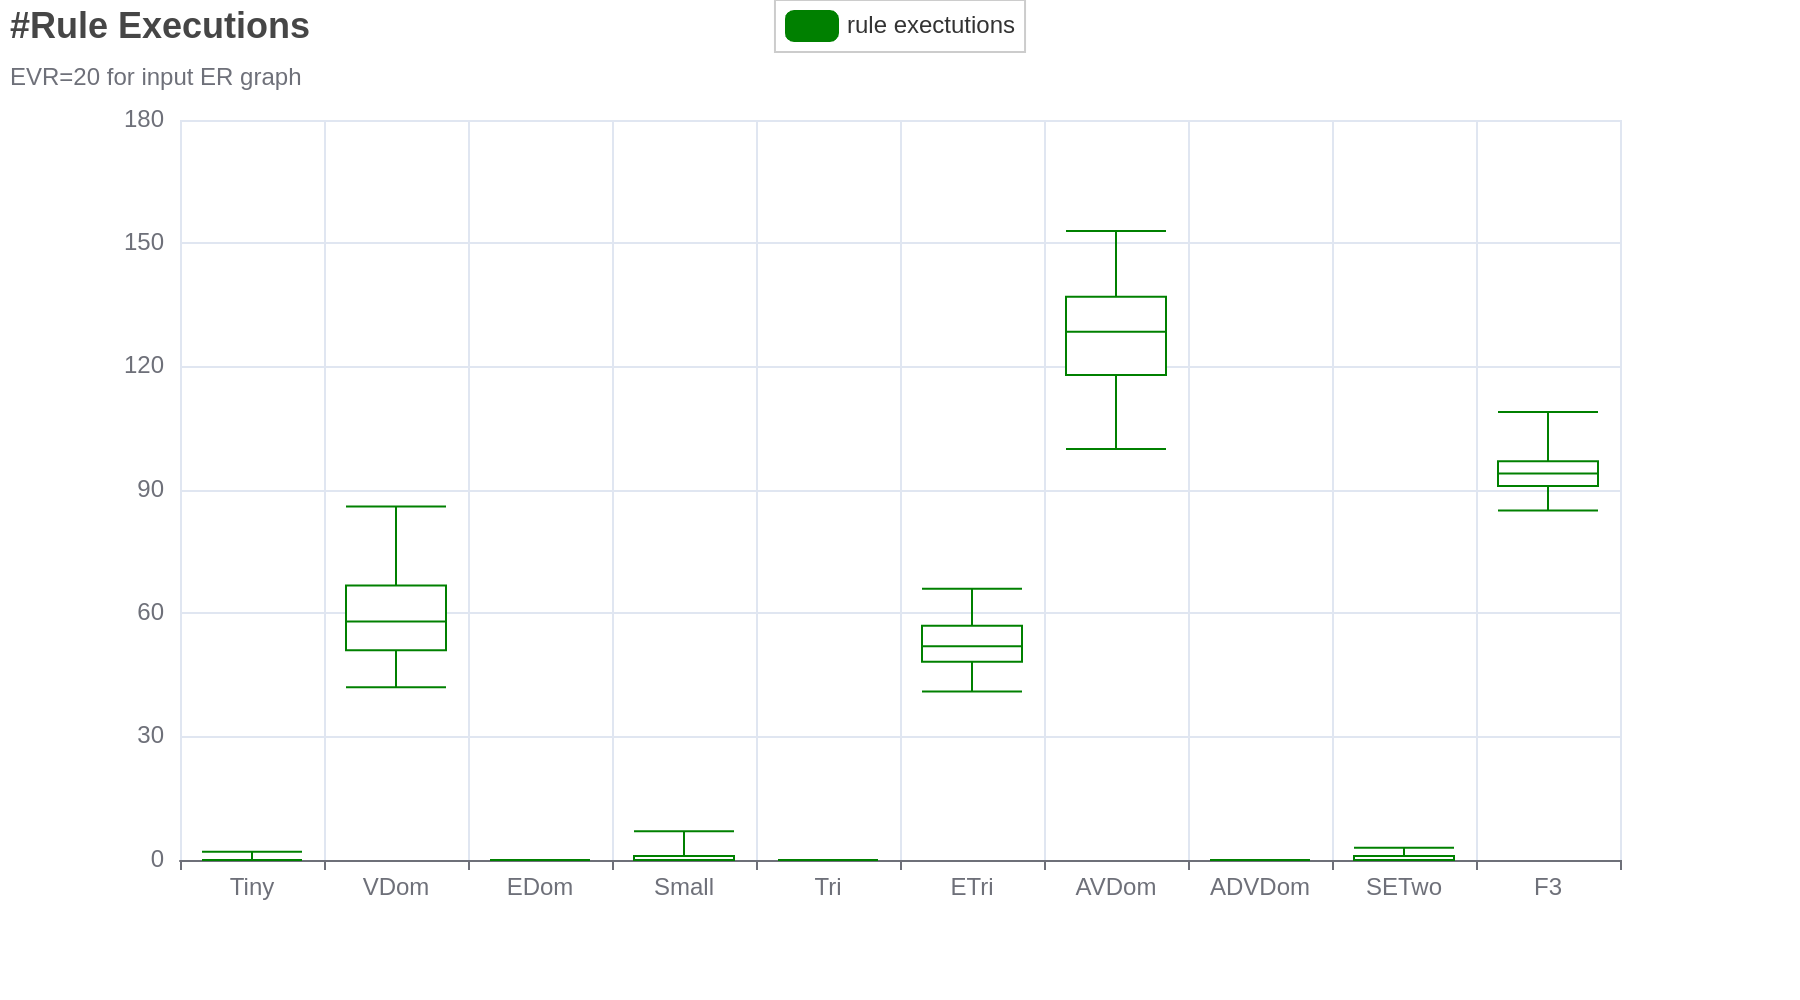 #Rule Executions
rule exectutions
EVR=20 for input ER graph
180
150
120
90
60
30
0
Tiny VDom EDom Small Tri ETri AVDom ADVDom SETwo F3